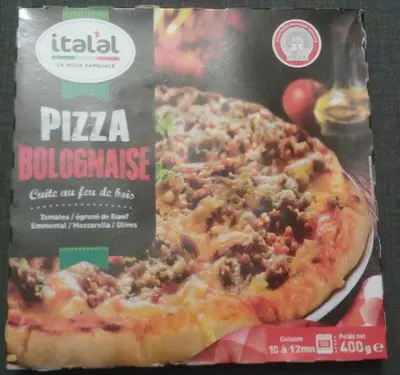 ital'al
LA PIZZA FAMILIALE
PIZZA
BOLOGNAISE
Cuite au feu de bois
Tomates / égrené de Bœuf
Emmental / Mozzarella / Olives
Cuisson
10 à 12mn
Poids net
400g e